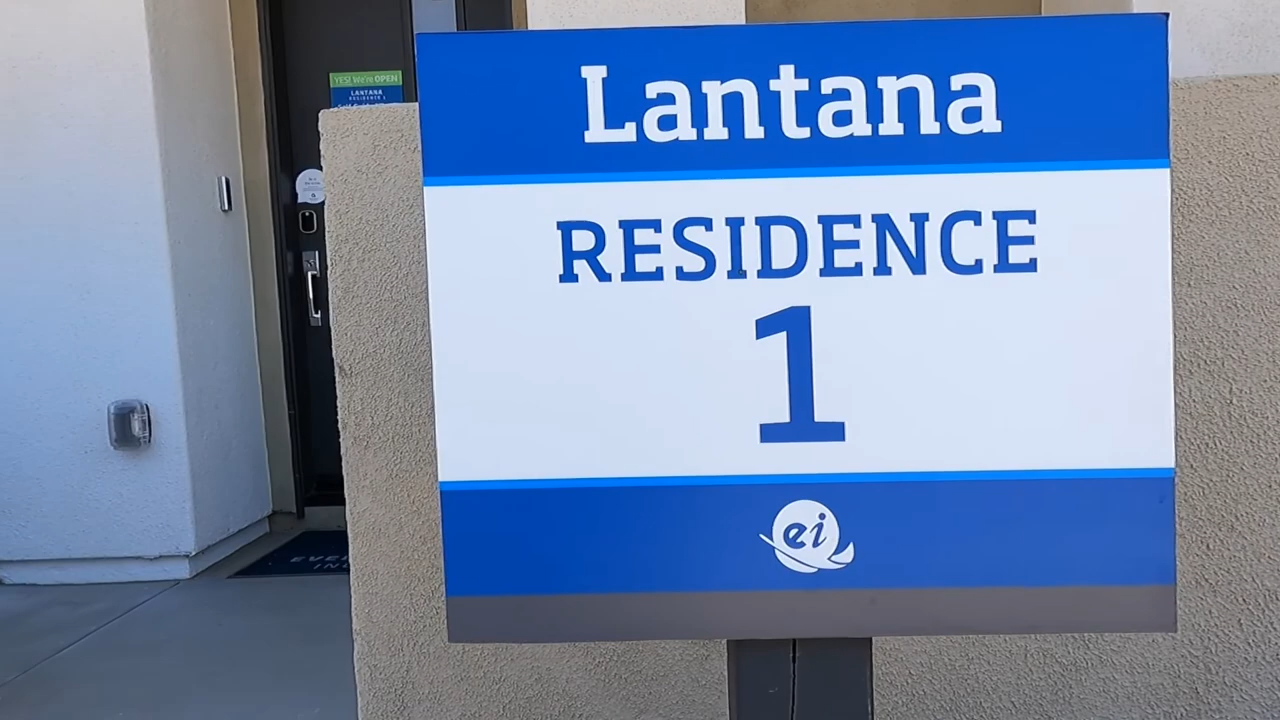 YES! We're OPEN
LANTANA
RESIDENCE 1
Lantana
RESIDENCE
1
ei